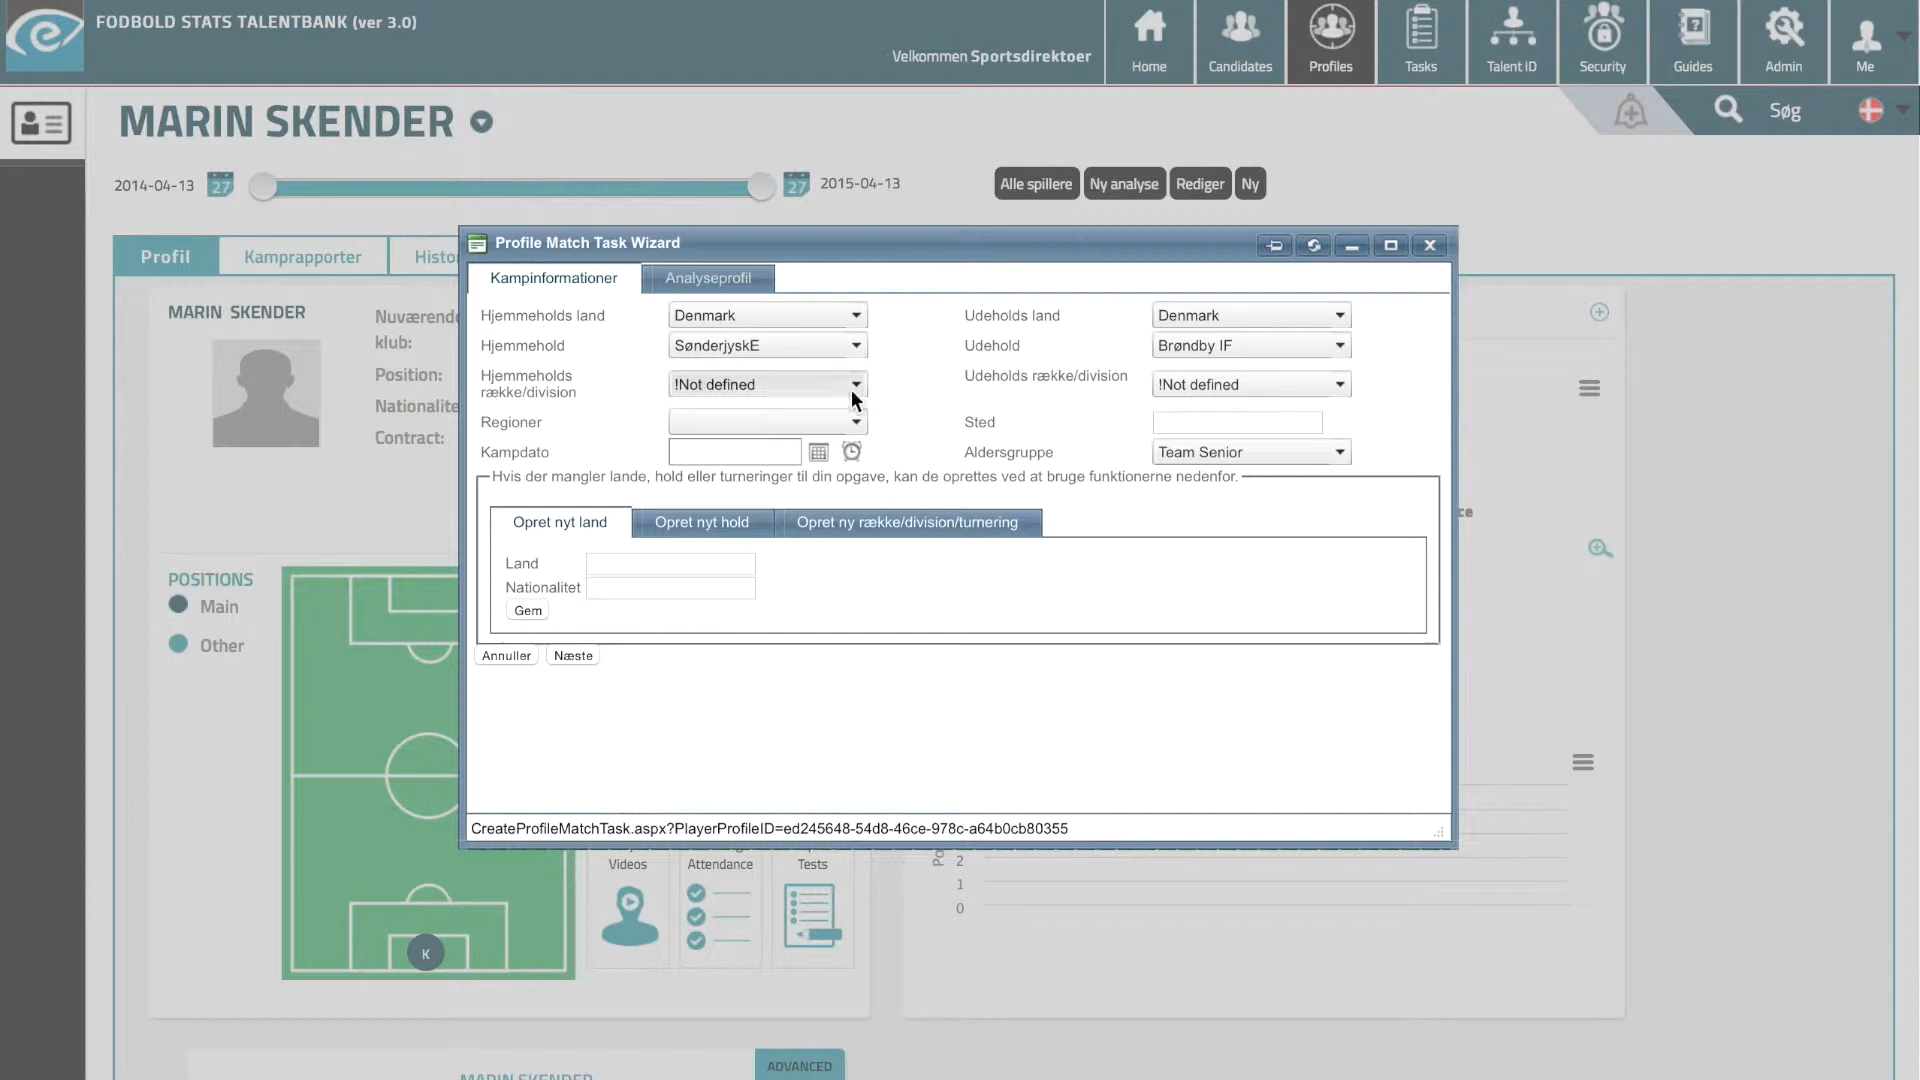 FODBOLD STATS TALENTBANK (ver 3.0)
Velkommen Sportsdirektoer
Home
Candidates
Profiles
Tasks
Talent ID
Security
Guides
Admin
Me
MARIN SKENDER
Søg
2014-04-13
27
27
2015-04-13
Alle spillere
Ny analyse
Rediger
Ny
Profil
Kamprapporter
Histo
Profile Match Task Wizard
Kampinformationer
Analyseprofil
Hjemmeholds land
Denmark
Udeholds land
Denmark
Hjemmehold
SønderjyskE
Udehold
Brøndby IF
Hjemmeholds
række/division
!Not defined
Udeholds række/division
!Not defined
Regioner
Sted
Kampdato
Aldersgruppe
Team Senior
Hvis der mangler lande, hold eller turneringer til din opgave, kan de oprettes ved at bruge funktionerne nedenfor.
Opret nyt land
Opret nyt hold
Opret ny række/division/turnering
Land
Nationalitet
Gem
Annuller
Næste
CreateProfileMatchTask.aspx?PlayerProfileID=ed245648-54d8-46ce-978c-a64b0cb80355
MARIN SKENDER
Nuværende
klub:
Position:
Nationalite
Contract:
ce
POSITIONS
Main
Other
K
Videos
Attendance
Tests
Po
2
1
0
MARIN SKENDER
ADVANCED